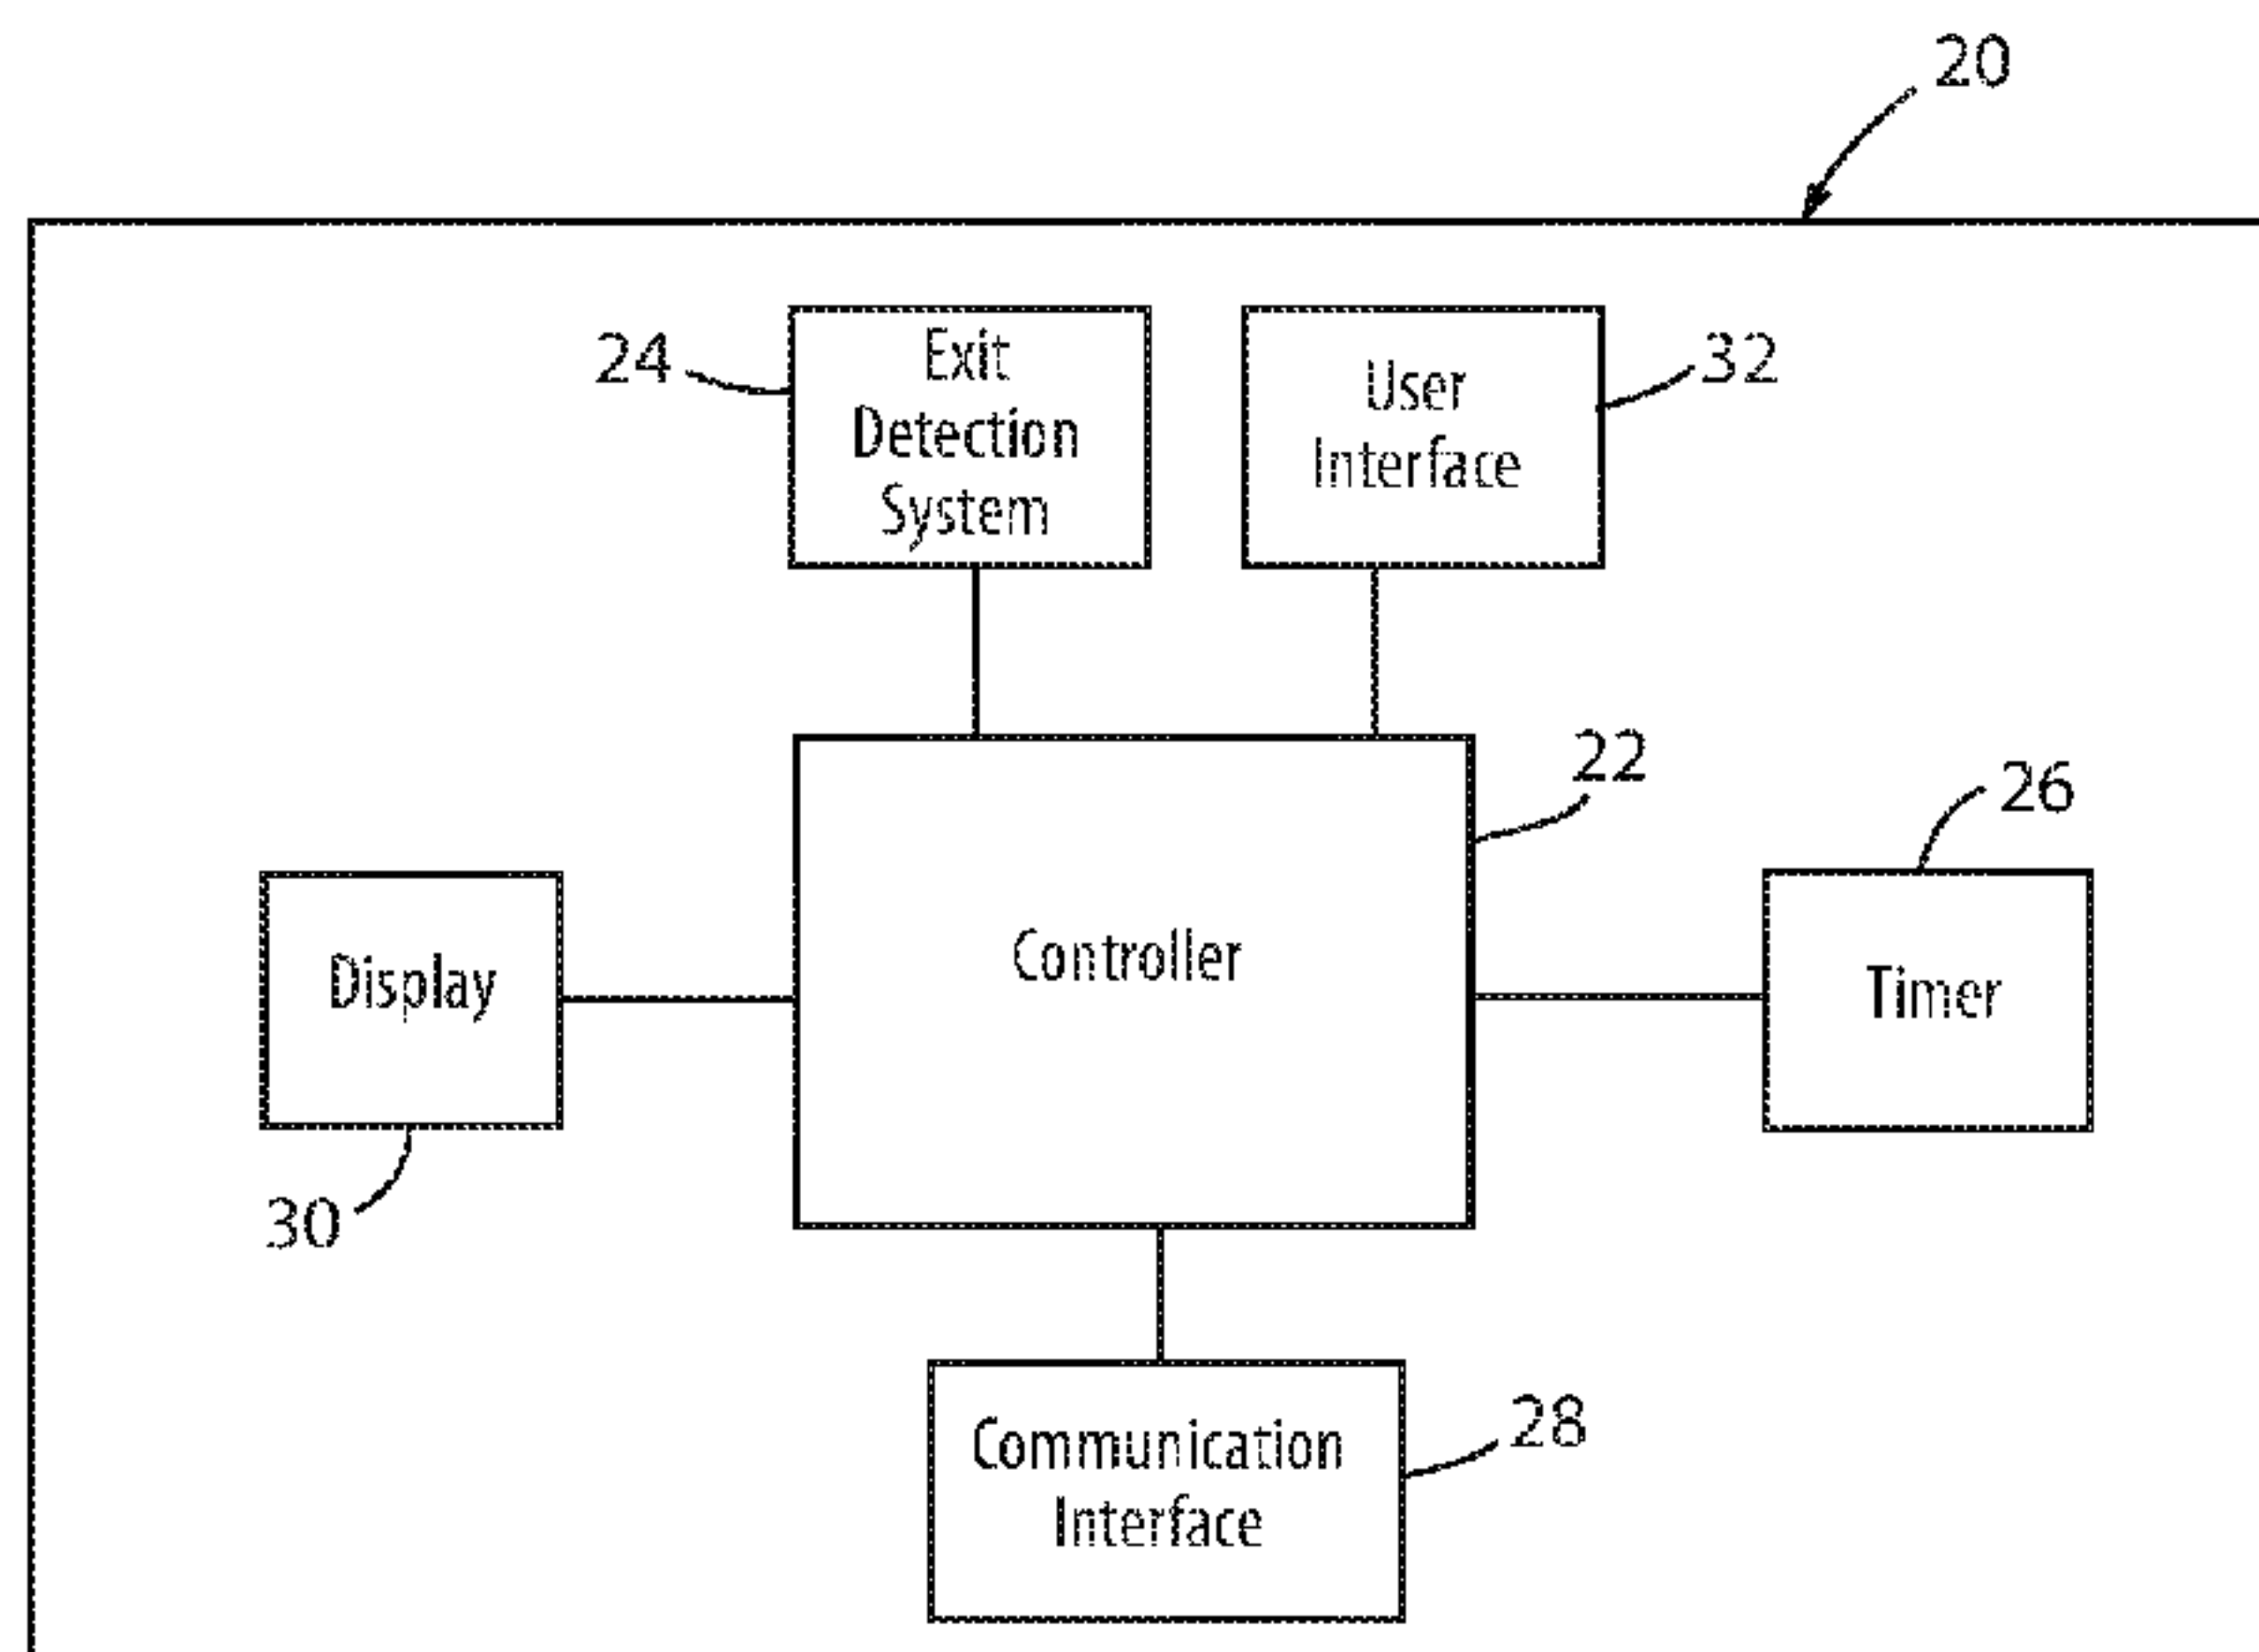 20
24
Exit
Detection
System
User
Interface
32
22
26
Display
Controller
Timer
30
Communication
Interface
28